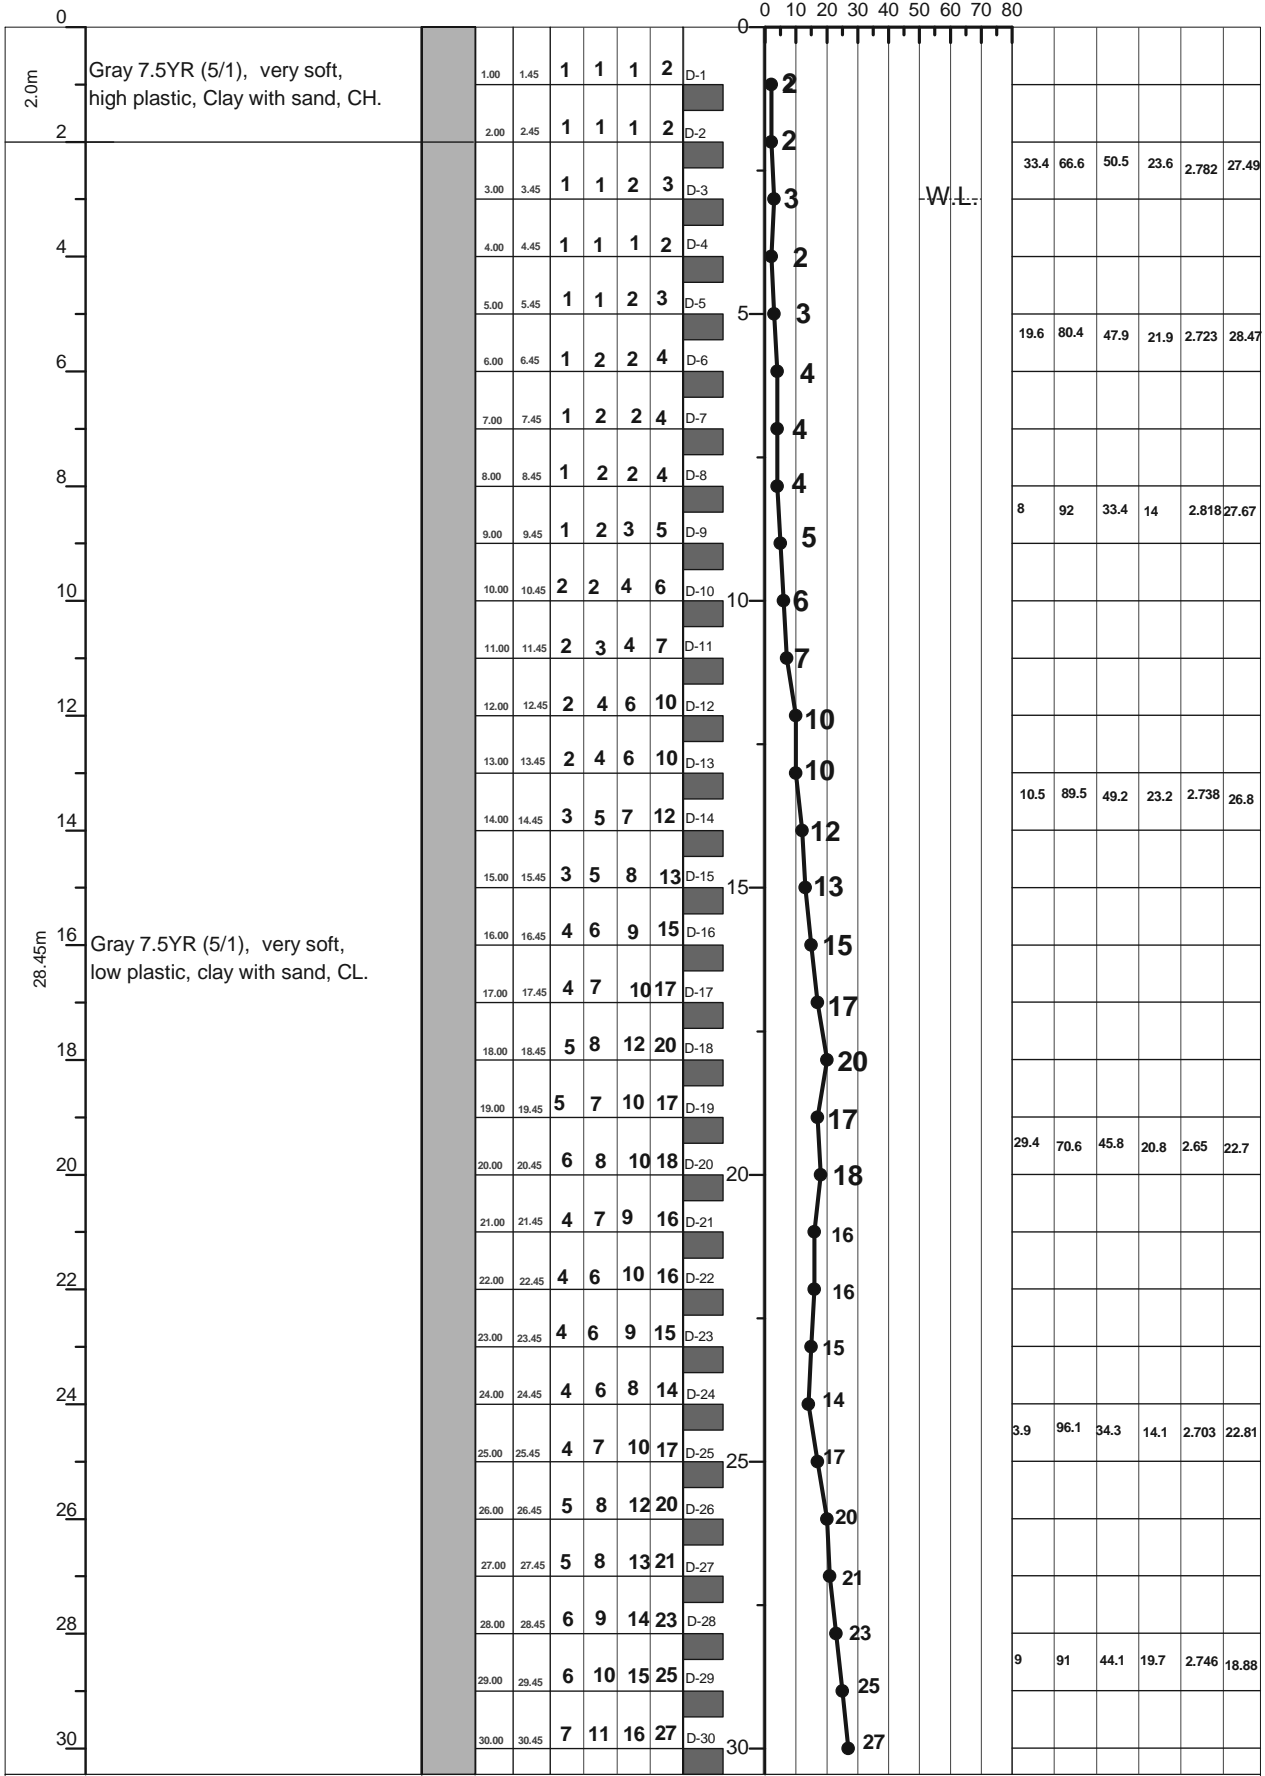 0 10 20 30 40 50 60 70 80
0 0
2.0m
Gray 7.5YR (5/1), very soft,
high plastic, Clay with sand, CH.
1.00 1.45 1 1 1 2 D-1 2
2 2.00 2.45 1 1 1 2 D-2 2
33.4 66.6 50.5 23.6 2.782 27.49
3.00 3.45 1 1 2 3 D-3 3 W.L.
4 4.00 4.45 1 1 1 2 D-4 2
5.00 5.45 1 1 2 3 D-5 5 3
19.6 80.4 47.9 21.9 2.723 28.47
6 6.00 6.45 1 2 2 4 D-6 4
7.00 7.45 1 2 2 4 D-7 4
8 8.00 8.45 1 2 2 4 D-8 4
8 92 33.4 14 2.818 27.67
9.00 9.45 1 2 3 5 D-9 5
10 10.00 10.45 2 2 4 6 D-10 10 6
11.00 11.45 2 3 4 7 D-11 7
12 12.00 12.45 2 4 6 10 D-12 10
13.00 13.45 2 4 6 10 D-13 10
10.5 89.5 49.2 23.2 2.738 26.8
14 14.00 14.45 3 5 7 12 D-14 12
15.00 15.45 3 5 8 13 D-15 15 13
28.45m
16 16.00 16.45 4 6 9 15 D-16 15
Gray 7.5YR (5/1), very soft,
low plastic, clay with sand, CL.
17.00 17.45 4 7 10 17 D-17 17
18 18.00 18.45 5 8 12 20 D-18 20
19.00 19.45 5 7 10 17 D-19 17
29.4 70.6 45.8 20.8 2.65 22.7
20 20.00 20.45 6 8 10 18 D-20 20 18
21.00 21.45 4 7 9 16 D-21 16
22 22.00 22.45 4 6 10 16 D-22 16
23.00 23.45 4 6 9 15 D-23 15
24 24.00 24.45 4 6 8 14 D-24 14
3.9 96.1 34.3 14.1 2.703 22.81
25.00 25.45 4 7 10 17 D-25 25 17
26 26.00 26.45 5 8 12 20 D-26 20
27.00 27.45 5 8 13 21 D-27 21
28 28.00 28.45 6 9 14 23 D-28 23
9 91 44.1 19.7 2.746 18.88
29.00 29.45 6 10 15 25 D-29 25
30 30.00 30.45 7 11 16 27 D-30 30 27